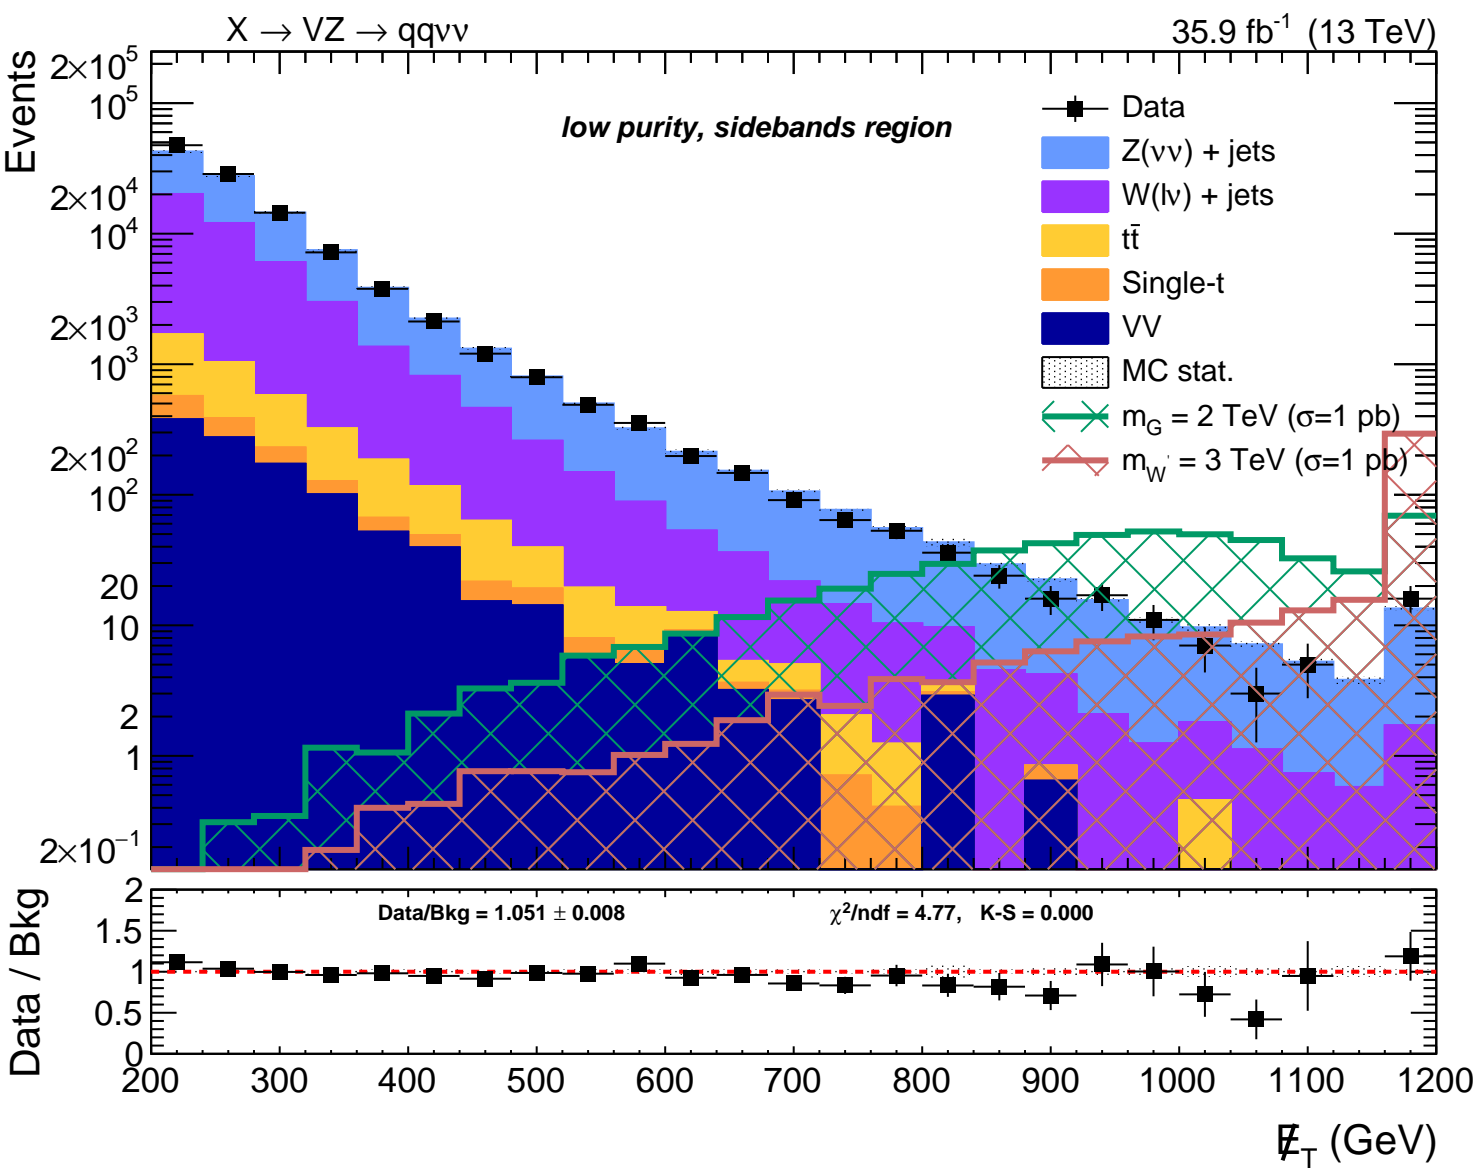 X → VZ → qqνν
35.9 fb⁻¹ (13 TeV)
Events
low purity, sidebands region
Data
Z(νν) + jets
W(lν) + jets
tt̄
Single-t
VV
MC stat.
m_G = 2 TeV (σ=1 pb)
m_W' = 3 TeV (σ=1 pb)
2×10⁵
10⁵
2×10⁴
10⁴
2×10³
10³
2×10²
10²
20
10
2
1
2×10⁻¹
Data / Bkg
Data/Bkg = 1.051 ± 0.008
χ²/ndf = 4.77, K-S = 0.000
2
1.5
1
0.5
0
200 300 400 500 600 700 800 900 1000 1100 1200
E̸_T (GeV)